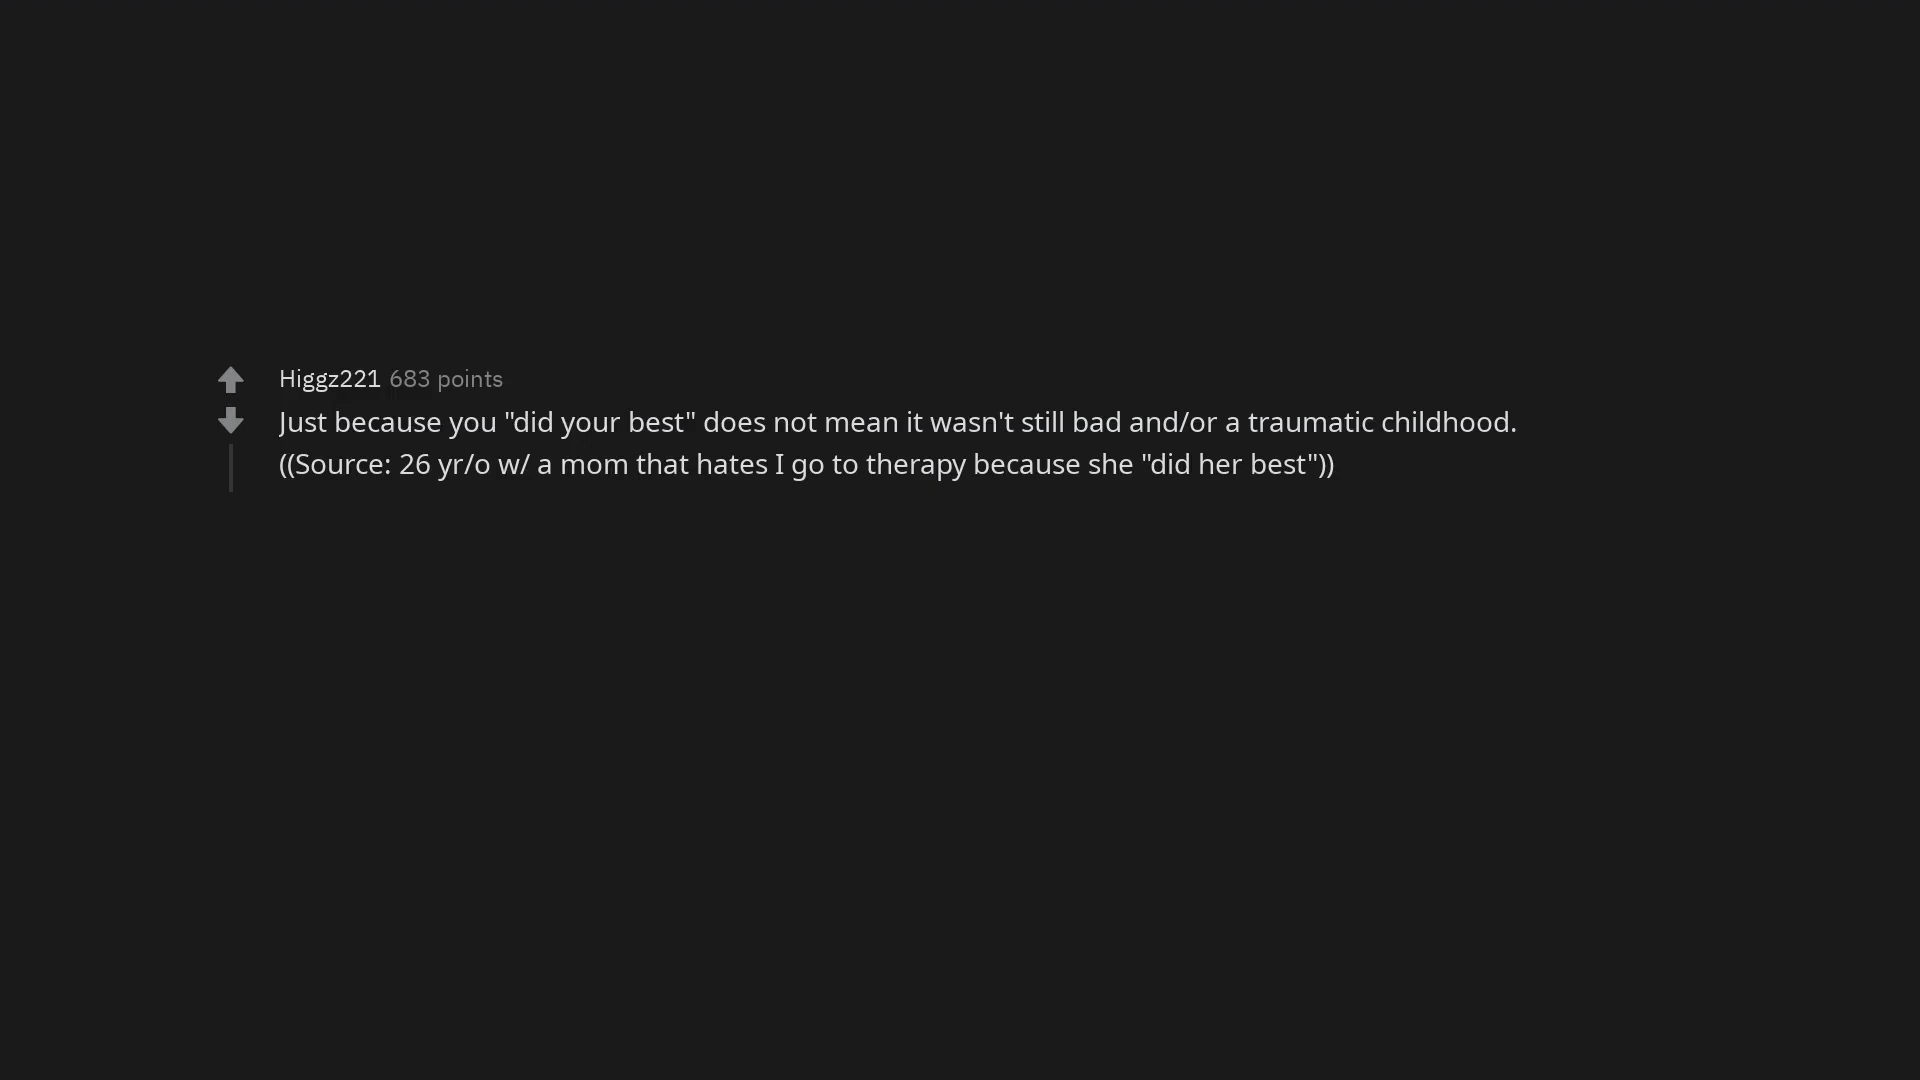 Higgz221 683 points
Just because you "did your best" does not mean it wasn't still bad and/or a traumatic childhood.
((Source: 26 yr/o w/ a mom that hates I go to therapy because she "did her best"))